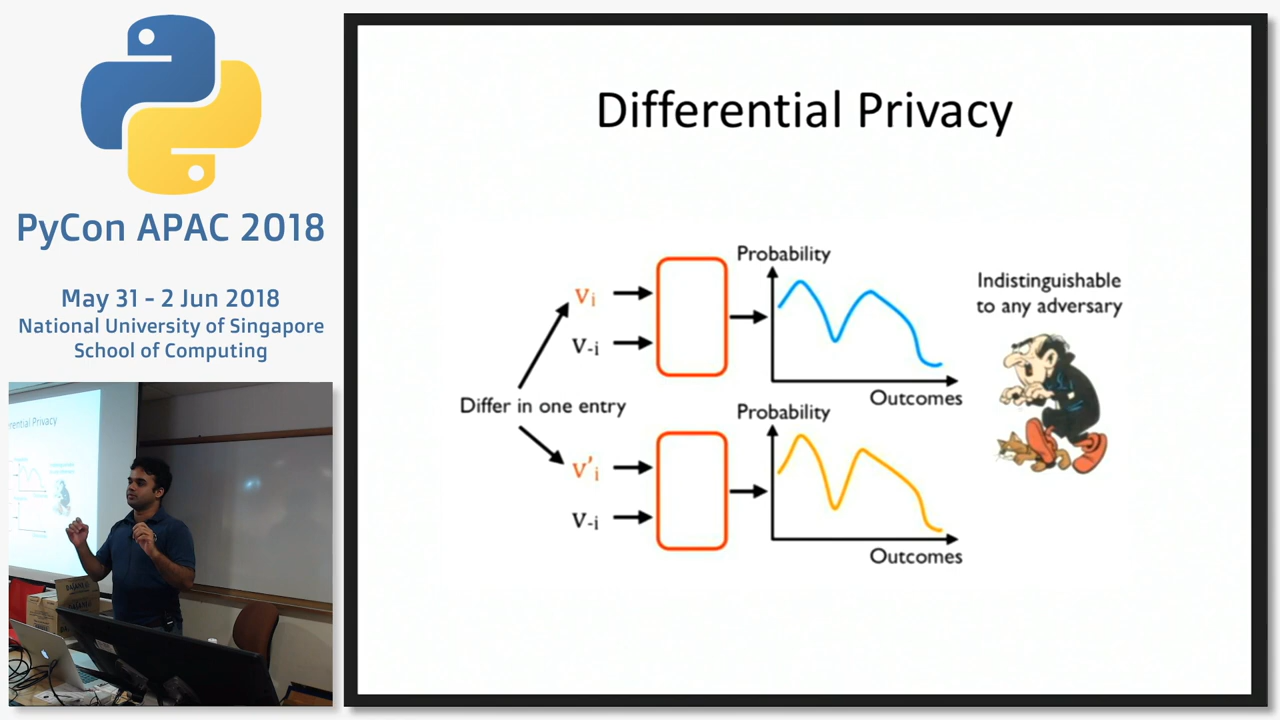 PyCon APAC 2018
May 31 - 2 Jun 2018
National University of Singapore
School of Computing
Differential Privacy
Probability
Vi
V-i
Outcomes
Indistinguishable
to any adversary
Differ in one entry
Probability
V'i
V-i
Outcomes